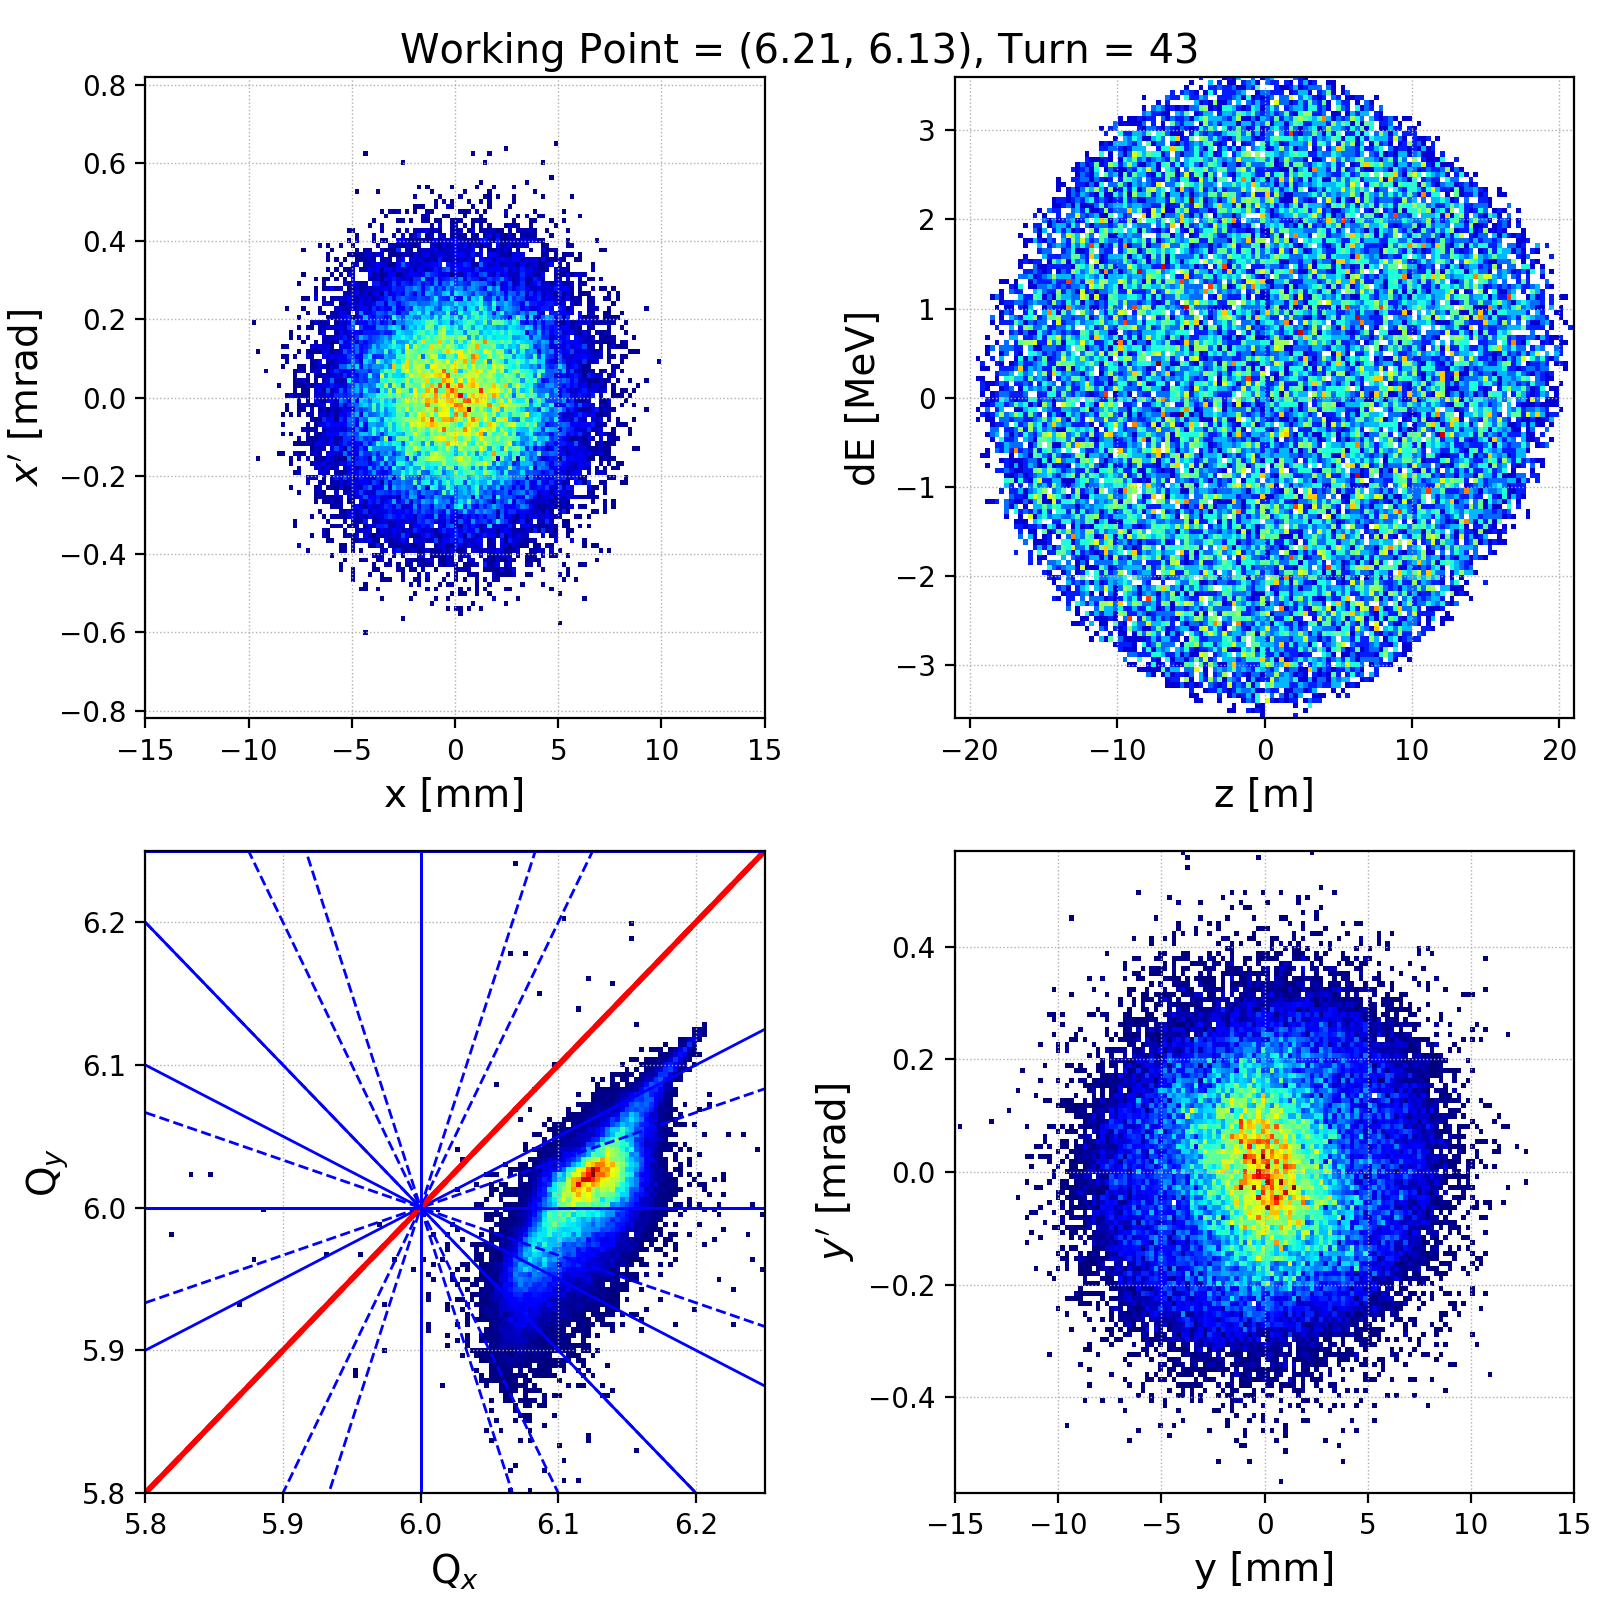 Working Point = (6.21, 6.13), Turn = 43
0.8
0.6
0.4
0.2
0.0
−0.2
−0.4
−0.6
−0.8
x′ [mrad]
−15 −10 −5 0 5 10 15
x [mm]
3
2
1
0
−1
−2
−3
dE [MeV]
−20 −10 0 10 20
z [m]
6.2
6.1
6.0
5.9
5.8
Qy
5.8 5.9 6.0 6.1 6.2
Qx
0.4
0.2
0.0
−0.2
−0.4
y′ [mrad]
−15 −10 −5 0 5 10 15
y [mm]